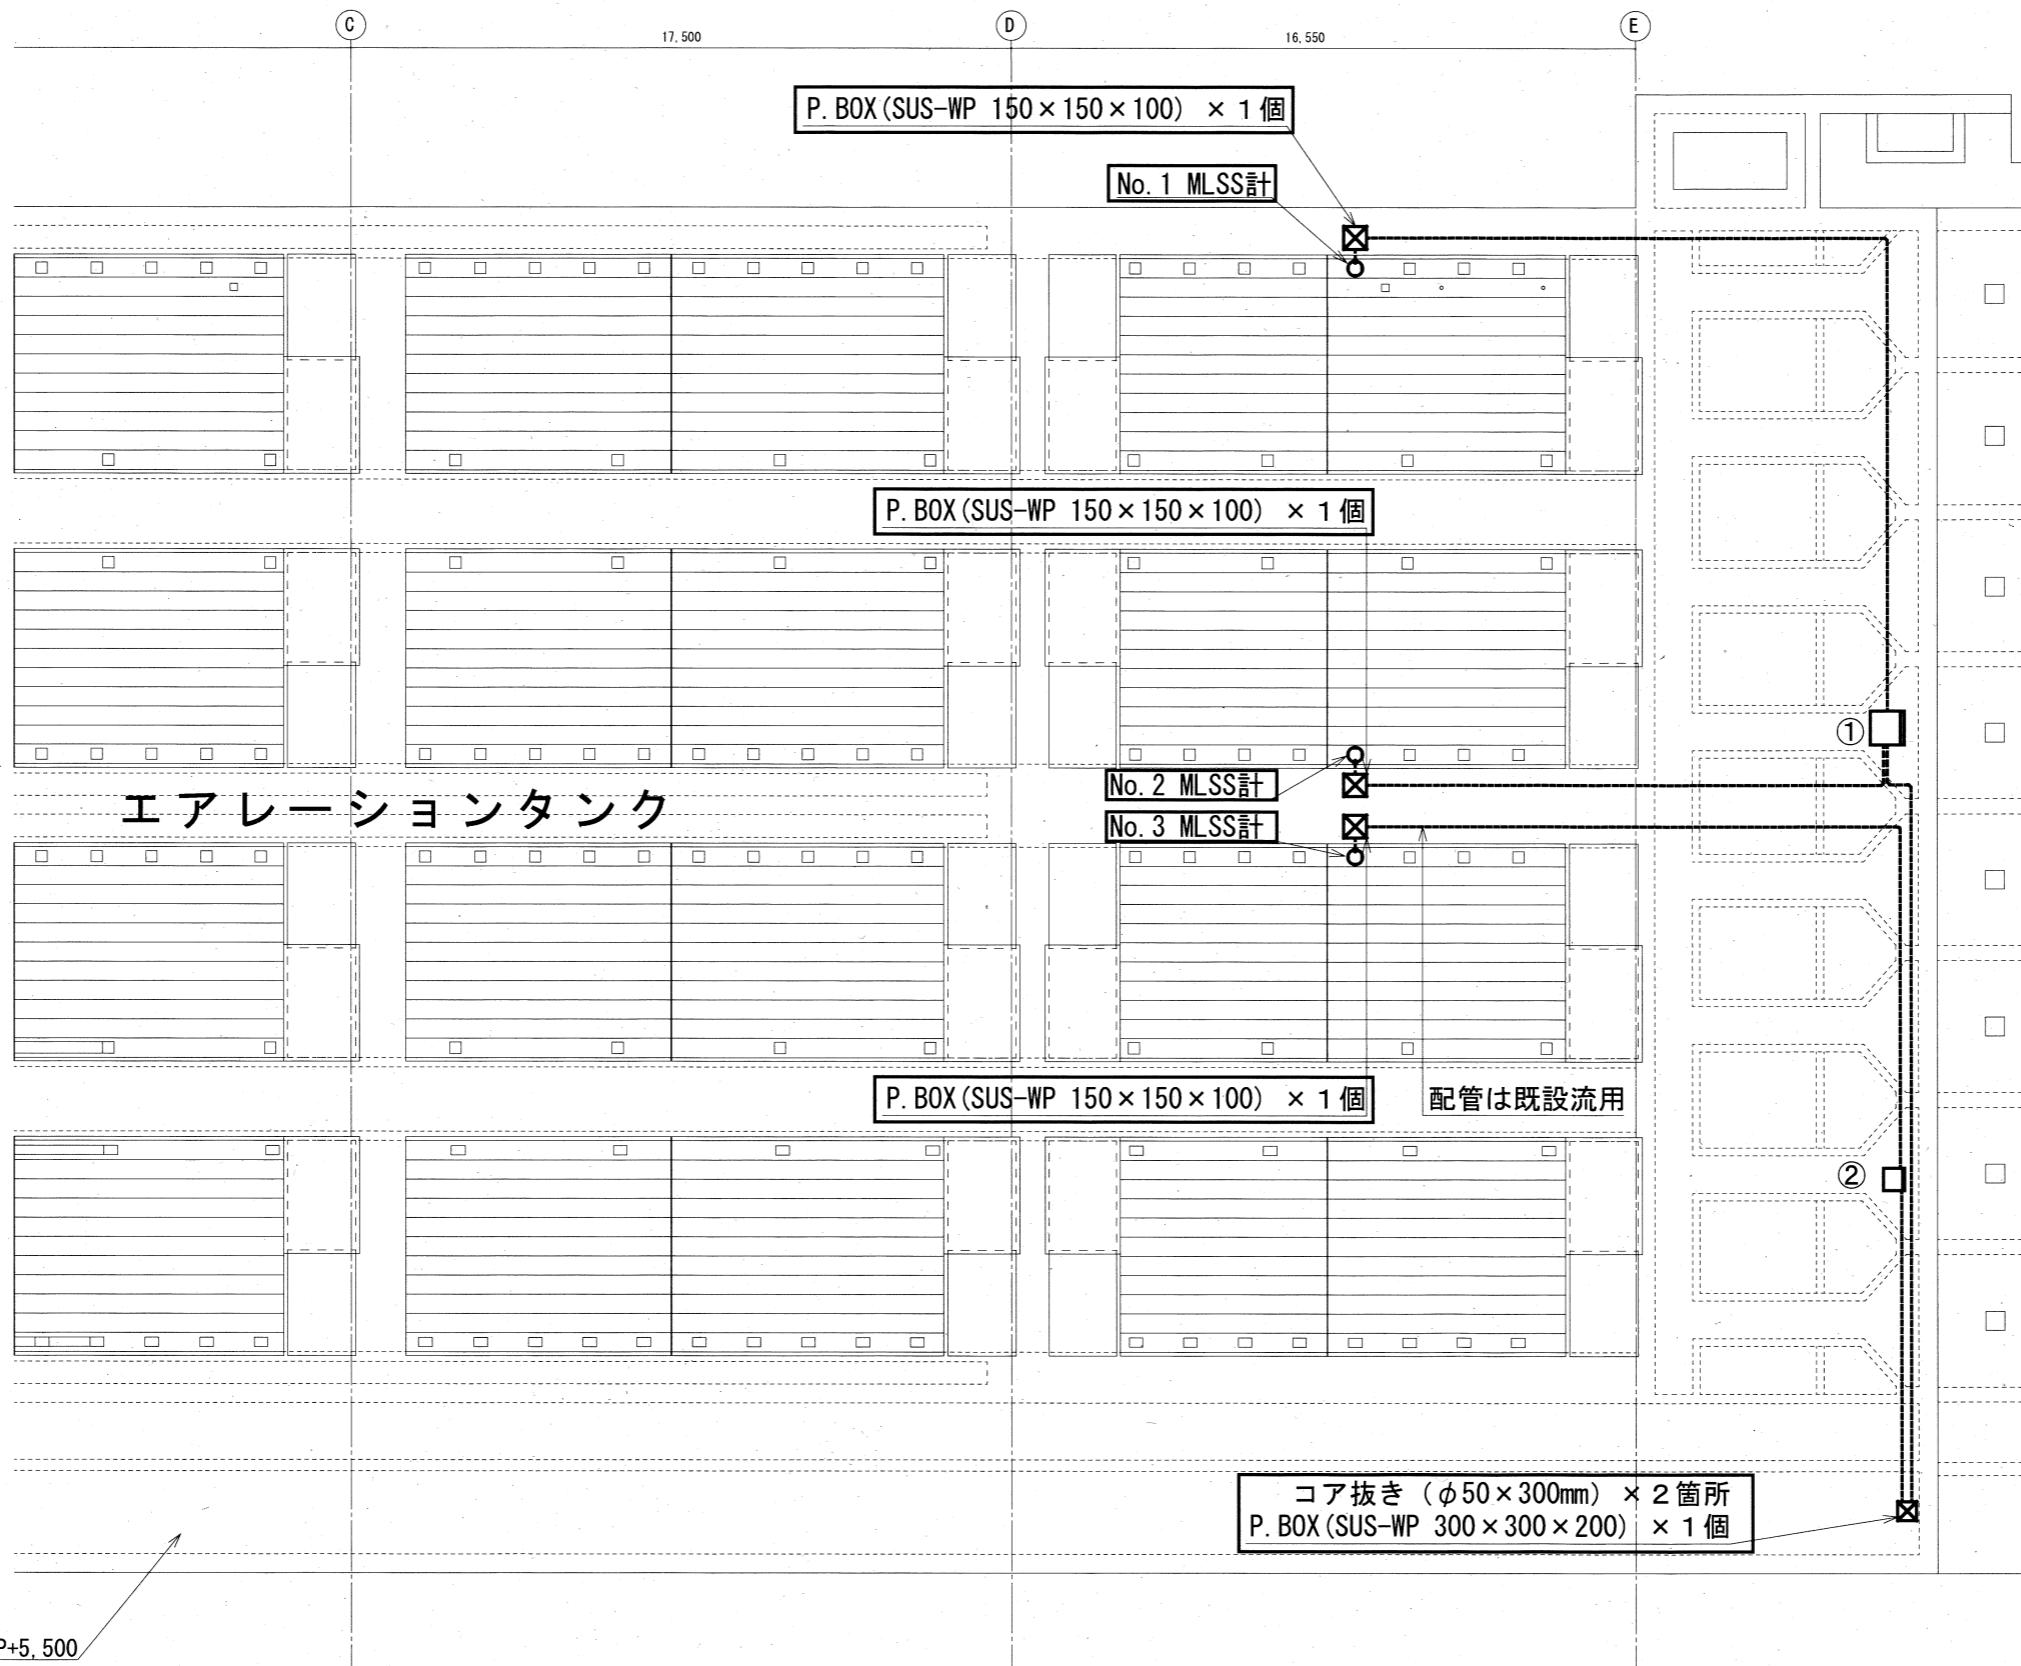 C
D
E
17,500
16,550
P.BOX(SUS-WP 150×150×100) ×1個
No.1 MLSS計
P.BOX(SUS-WP 150×150×100) ×1個
①
No.2 MLSS計
エアレーションタンク
No.3 MLSS計
P.BOX(SUS-WP 150×150×100) ×1個
配管は既設流用
②
コア抜き(φ50×300mm)×2箇所
P.BOX(SUS-WP 300×300×200) ×1個
P+5,500